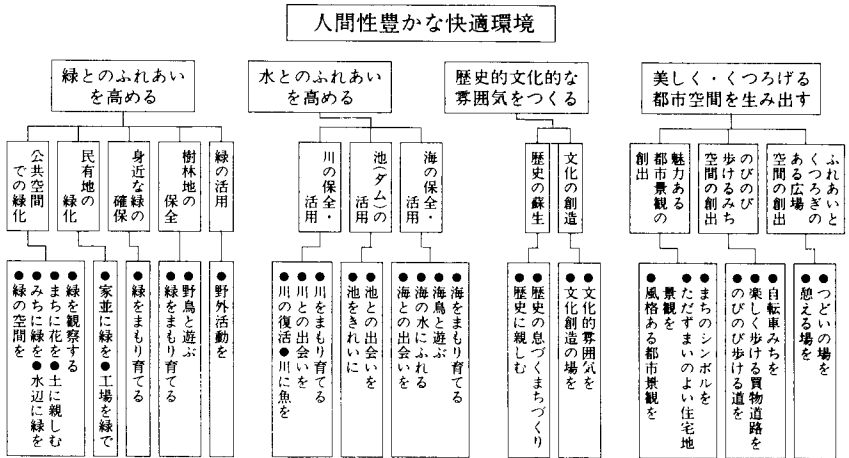 人間性豊かな快適環境
緑とのふれあい
を高める
水とのふれあい
を高める
歴史的文化的な
雰囲気をつくる
美しく・くつろげる
都市空間を生み出す
公共空間
での緑化
民有地の
緑化
身近な緑の
確保
樹林地の
保全
緑の活用
川の保全・
活用
池(ダム)の
活用
海の保全・
活用
歴史の蘇生
文化の創造
魅力ある
都市景観の
創出
のびのび
歩けるみち
空間の創出
ふれあいと
くつろぎの
ある広場
空間の創出
●緑を観察する
●まちに花を●土に親しむ
●みちに緑を●水辺に緑を
●緑の空間を
●家並に緑を●工場を緑で
●緑をまもり育てる
●野鳥と遊ぶ
●緑をまもり育てる
●野外活動を
●川をまもり育てる
●川との出会いを
●川の復活●川に魚を
●池との出会いを
●池をきれいに
●海をまもり育てる
●海鳥と遊ぶ
●海の水にふれる
●海との出会いを
●歴史の息づくまちづくり
●歴史に親しむ
●文化的雰囲気を
●文化創造の場を
●まちのシンボルを
●ただずまいのよい住宅地
景観を
●風格ある都市景観を
●自転車みちを
●楽しく歩ける買物道路を
●のびのび歩ける道を
●つどいの場を
●憩える場を